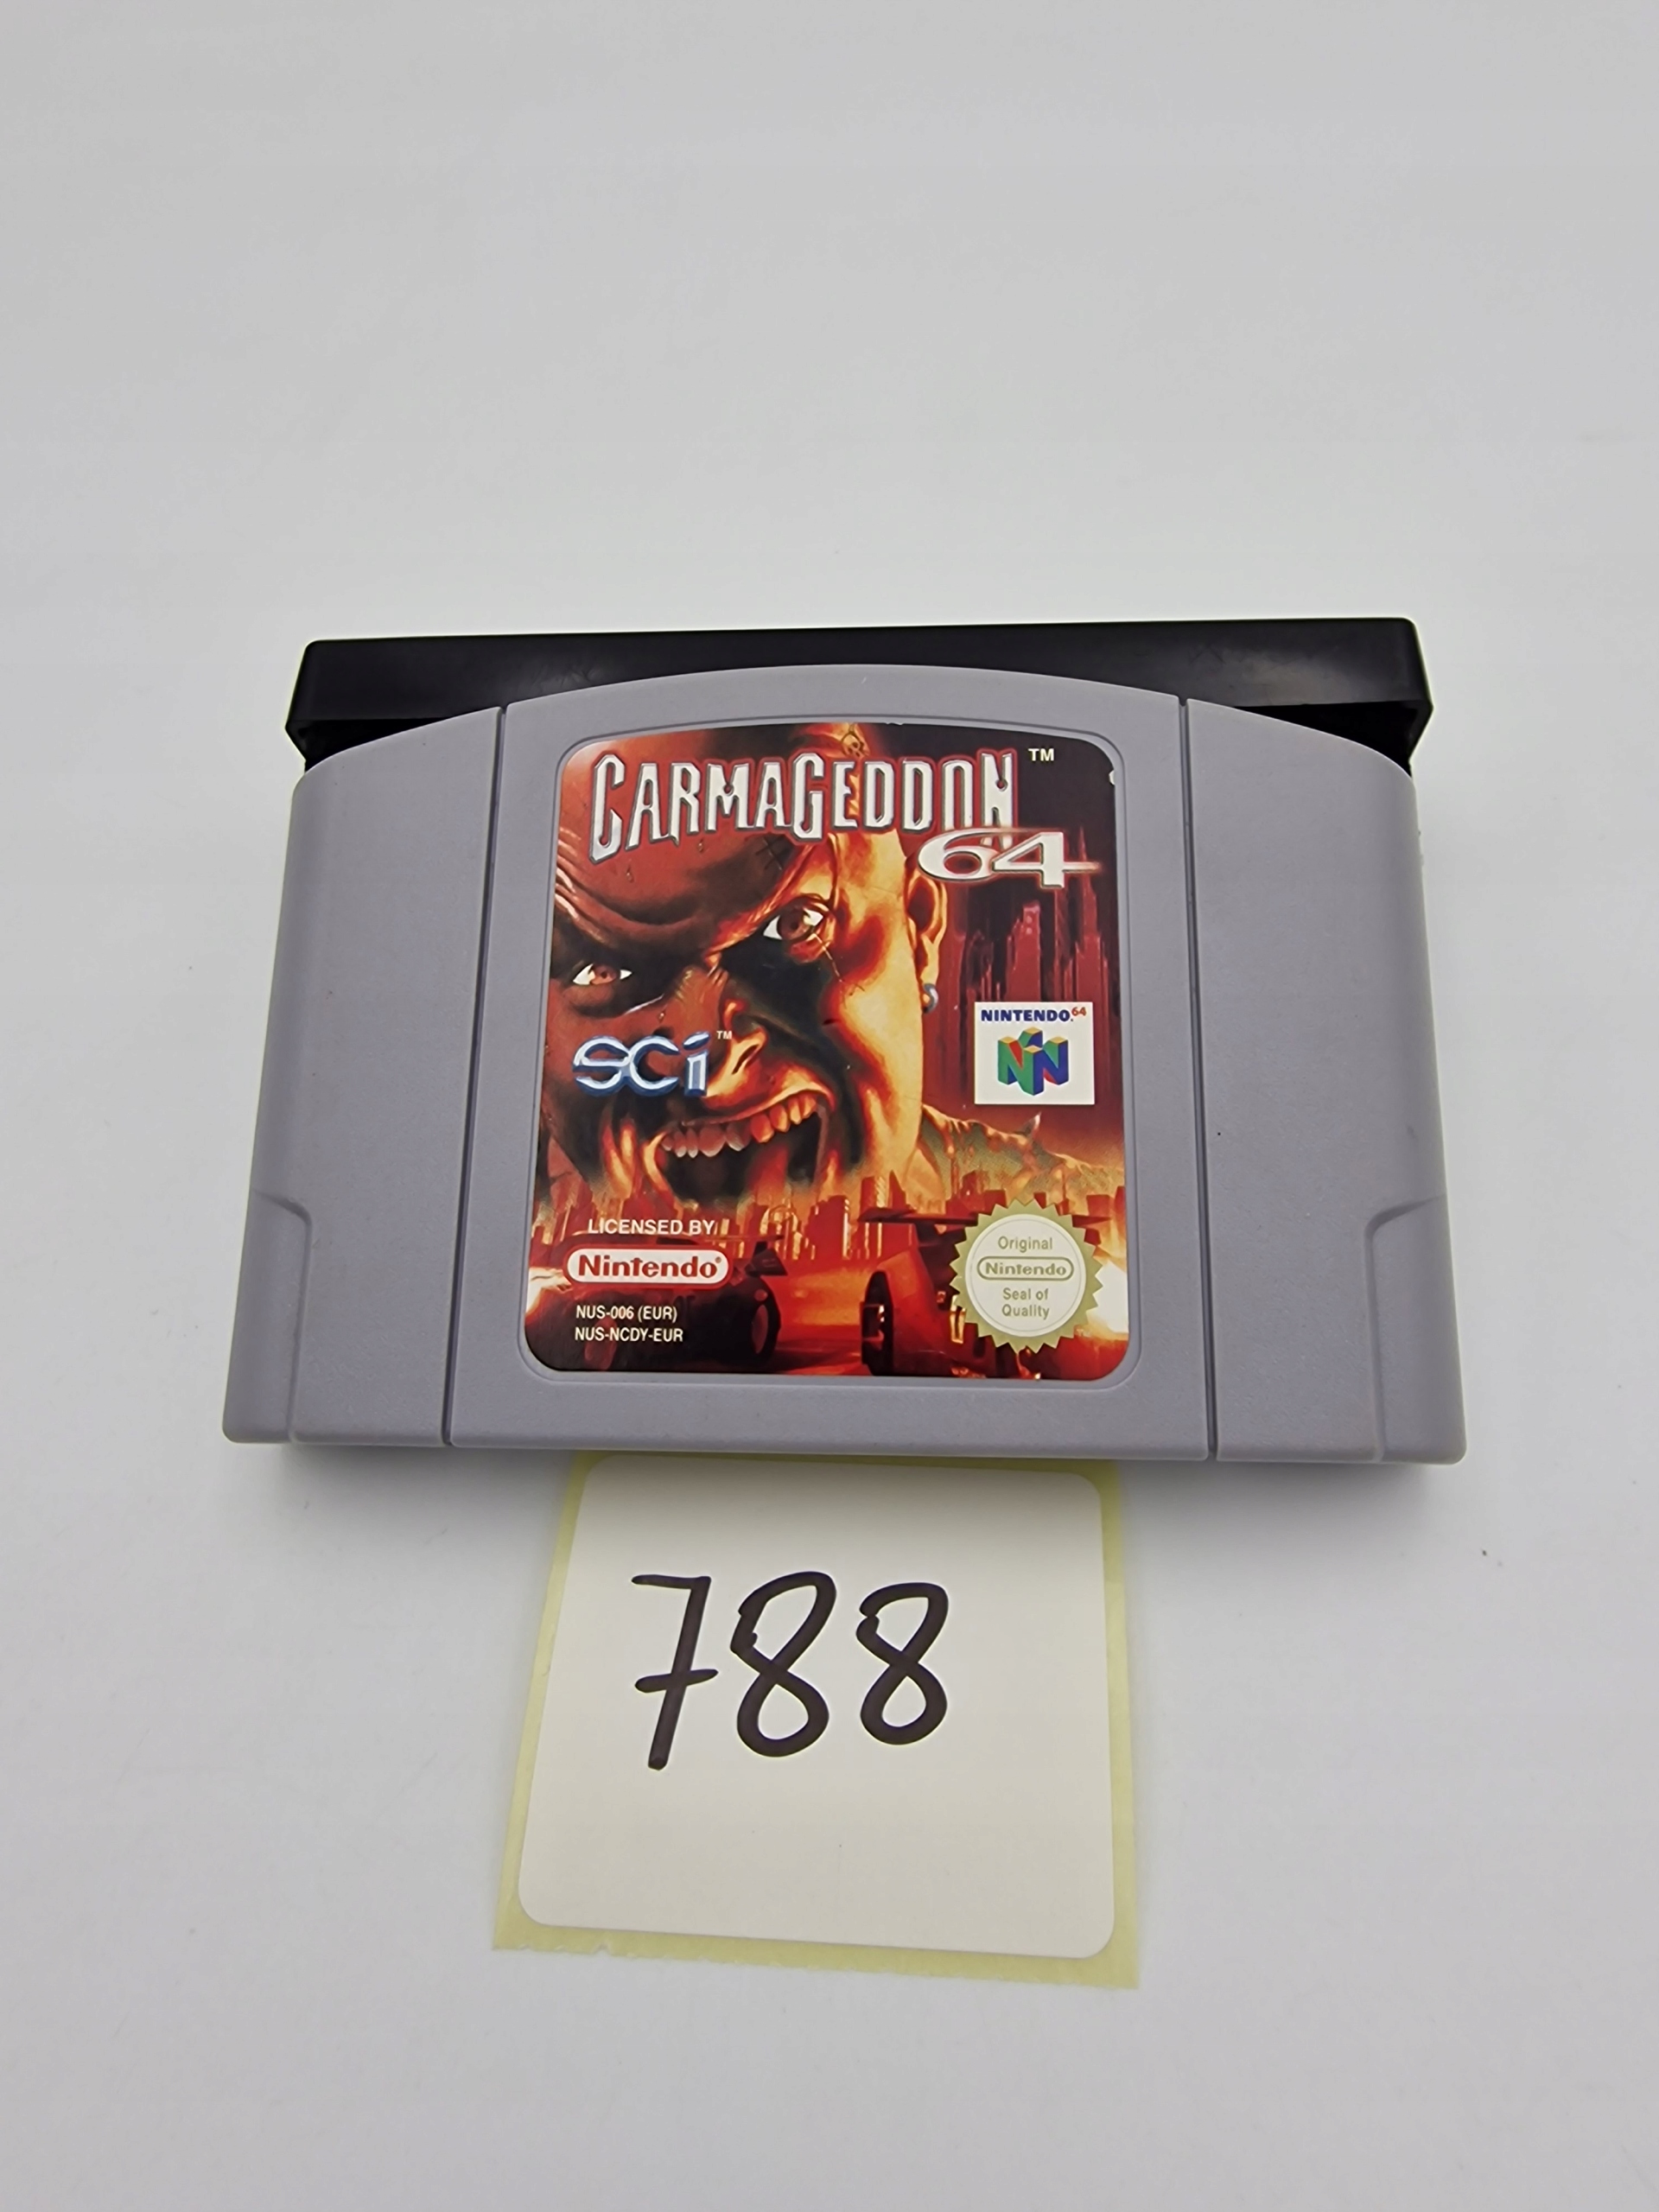 CARMAGEDDON™
64
NINTENDO⁶⁴
SCi™
LICENSED BY
Nintendo®
NUS-006 (EUR)
NUS-NCDY-EUR
Original
Nintendo
Seal of
Quality
788